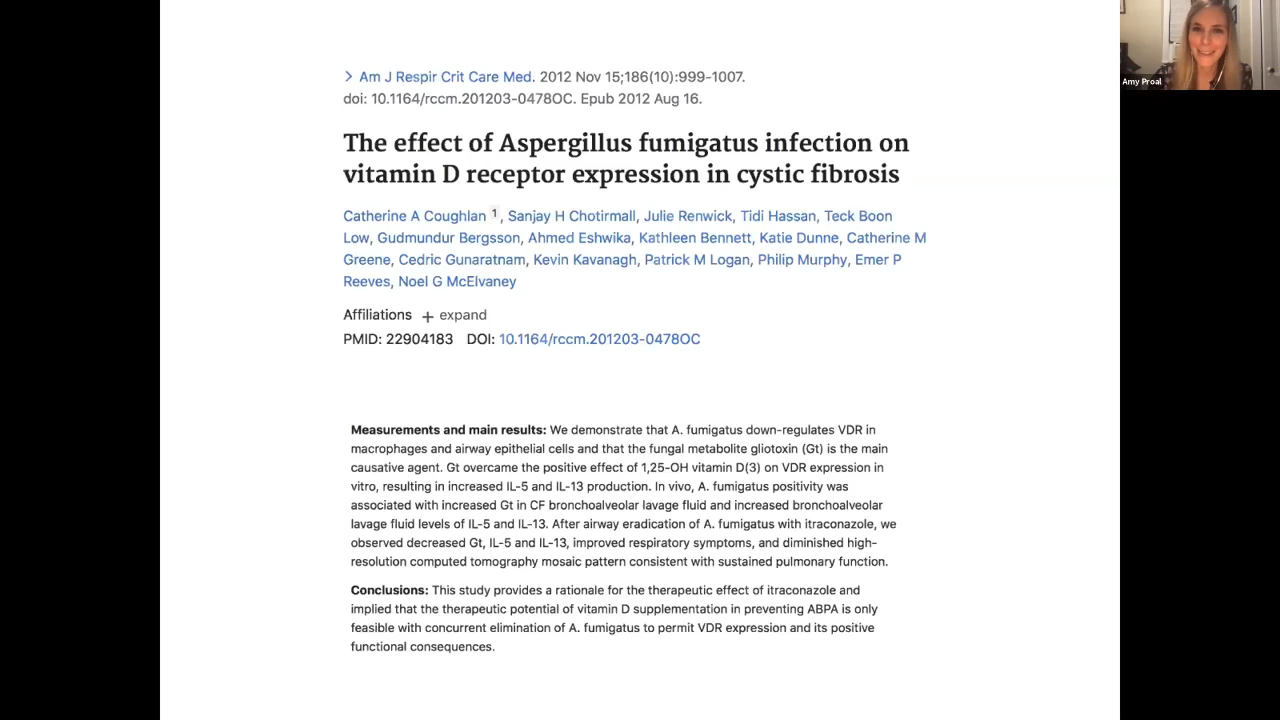 > Am J Respir Crit Care Med. 2012 Nov 15;186(10):999-1007.
doi: 10.1164/rccm.201203-0478OC. Epub 2012 Aug 16.
The effect of Aspergillus fumigatus infection on
vitamin D receptor expression in cystic fibrosis
Catherine A Coughlan 1, Sanjay H Chotirmall, Julie Renwick, Tidi Hassan, Teck Boon
Low, Gudmundur Bergsson, Ahmed Eshwika, Kathleen Bennett, Katie Dunne, Catherine M
Greene, Cedric Gunaratnam, Kevin Kavanagh, Patrick M Logan, Philip Murphy, Emer P
Reeves, Noel G McElvaney
Affiliations + expand
PMID: 22904183 DOI: 10.1164/rccm.201203-0478OC
Measurements and main results: We demonstrate that A. fumigatus down-regulates VDR in
macrophages and airway epithelial cells and that the fungal metabolite gliotoxin (Gt) is the main
causative agent. Gt overcame the positive effect of 1,25-OH vitamin D(3) on VDR expression in
vitro, resulting in increased IL-5 and IL-13 production. In vivo, A. fumigatus positivity was
associated with increased Gt in CF bronchoalveolar lavage fluid and increased bronchoalveolar
lavage fluid levels of IL-5 and IL-13. After airway eradication of A. fumigatus with itraconazole, we
observed decreased Gt, IL-5 and IL-13, improved respiratory symptoms, and diminished high-
resolution computed tomography mosaic pattern consistent with sustained pulmonary function.
Conclusions: This study provides a rationale for the therapeutic effect of itraconazole and
implied that the therapeutic potential of vitamin D supplementation in preventing ABPA is only
feasible with concurrent elimination of A. fumigatus to permit VDR expression and its positive
functional consequences.
Amy Proal